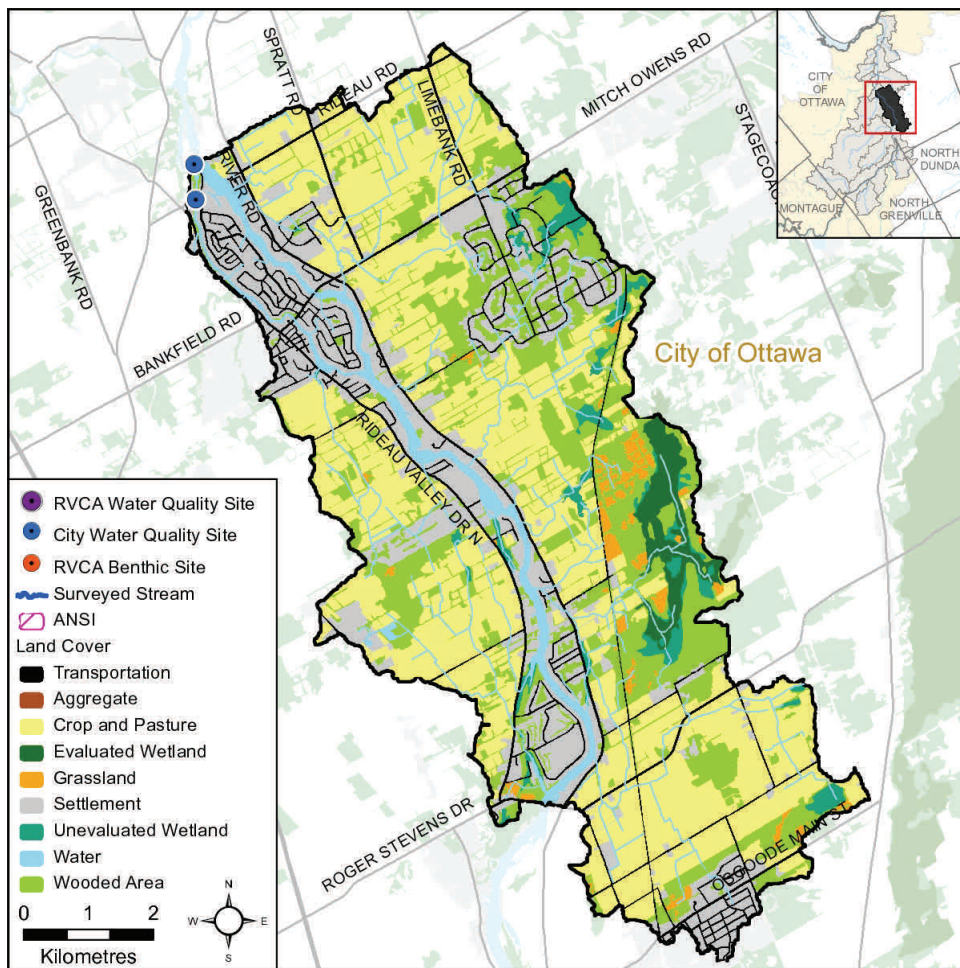 SPRATT RD
RIDEAU RD
LIMEBANK RD
MITCH OWENS RD
STAGECOAC
RIVER RD
GREENBANK RD
BANKFIELD RD
RIDEAU VALLEY DR N
City of Ottawa
ROGER STEVENS DR
OSGOODE MAIN ST
CITY
OF
OTTAWA
NORTH
DUNDA
MONTAGUE
NORTH
GRENVILLE
RVCA Water Quality Site
City Water Quality Site
RVCA Benthic Site
Surveyed Stream
ANSI
Land Cover
Transportation
Aggregate
Crop and Pasture
Evaluated Wetland
Grassland
Settlement
Unevaluated Wetland
Water
Wooded Area
0 1 2
Kilometres
N
W E
S